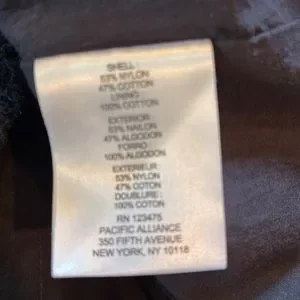 SHELL:
53% NYLON
47% COTTON
LINING:
100% COTTON
EXTERIOR:
53% NAILON
47% ALGODON
FORRO:
100% ALGODON
EXTERIEUR:
53% NYLON
47% COTON
DOUBLURE:
100% COTON
RN 123475
PACIFIC ALLIANCE
350 FIFTH AVENUE
NEW YORK, NY 10118